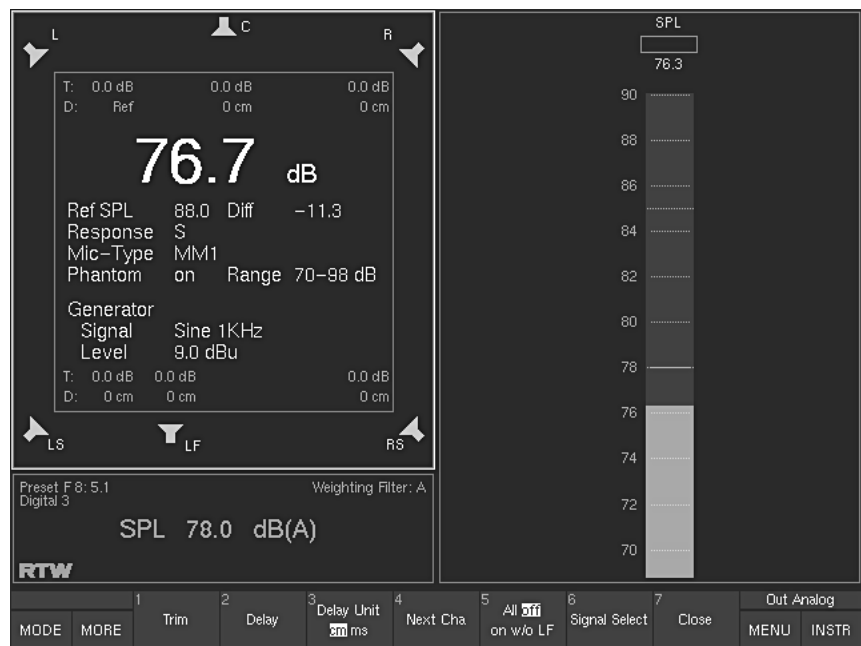 L C R
T: 0.0 dB 0.0 dB 0.0 dB
D: Ref 0 cm 0 cm
76.7 dB
Ref SPL 88.0 Diff -11.3
Response S
Mic-Type MM1
Phantom on Range 70-98 dB
Generator
Signal Sine 1KHz
Level 9.0 dBu
T: 0.0 dB 0.0 dB 0.0 dB
D: 0 cm 0 cm 0 cm
LS LF RS
Preset F 8: 5.1 Weighting Filter: A
Digital 3
SPL 78.0 dB(A)
RTW
SPL
76.3
90
88
86
84
82
80
78
76
74
72
70
MODE MORE
1 Trim
2 Delay
3 Delay Unit
cm ms
4 Next Cha
5 All off
on w/o LF
6 Signal Select
7 Close
Out Analog
MENU INSTR